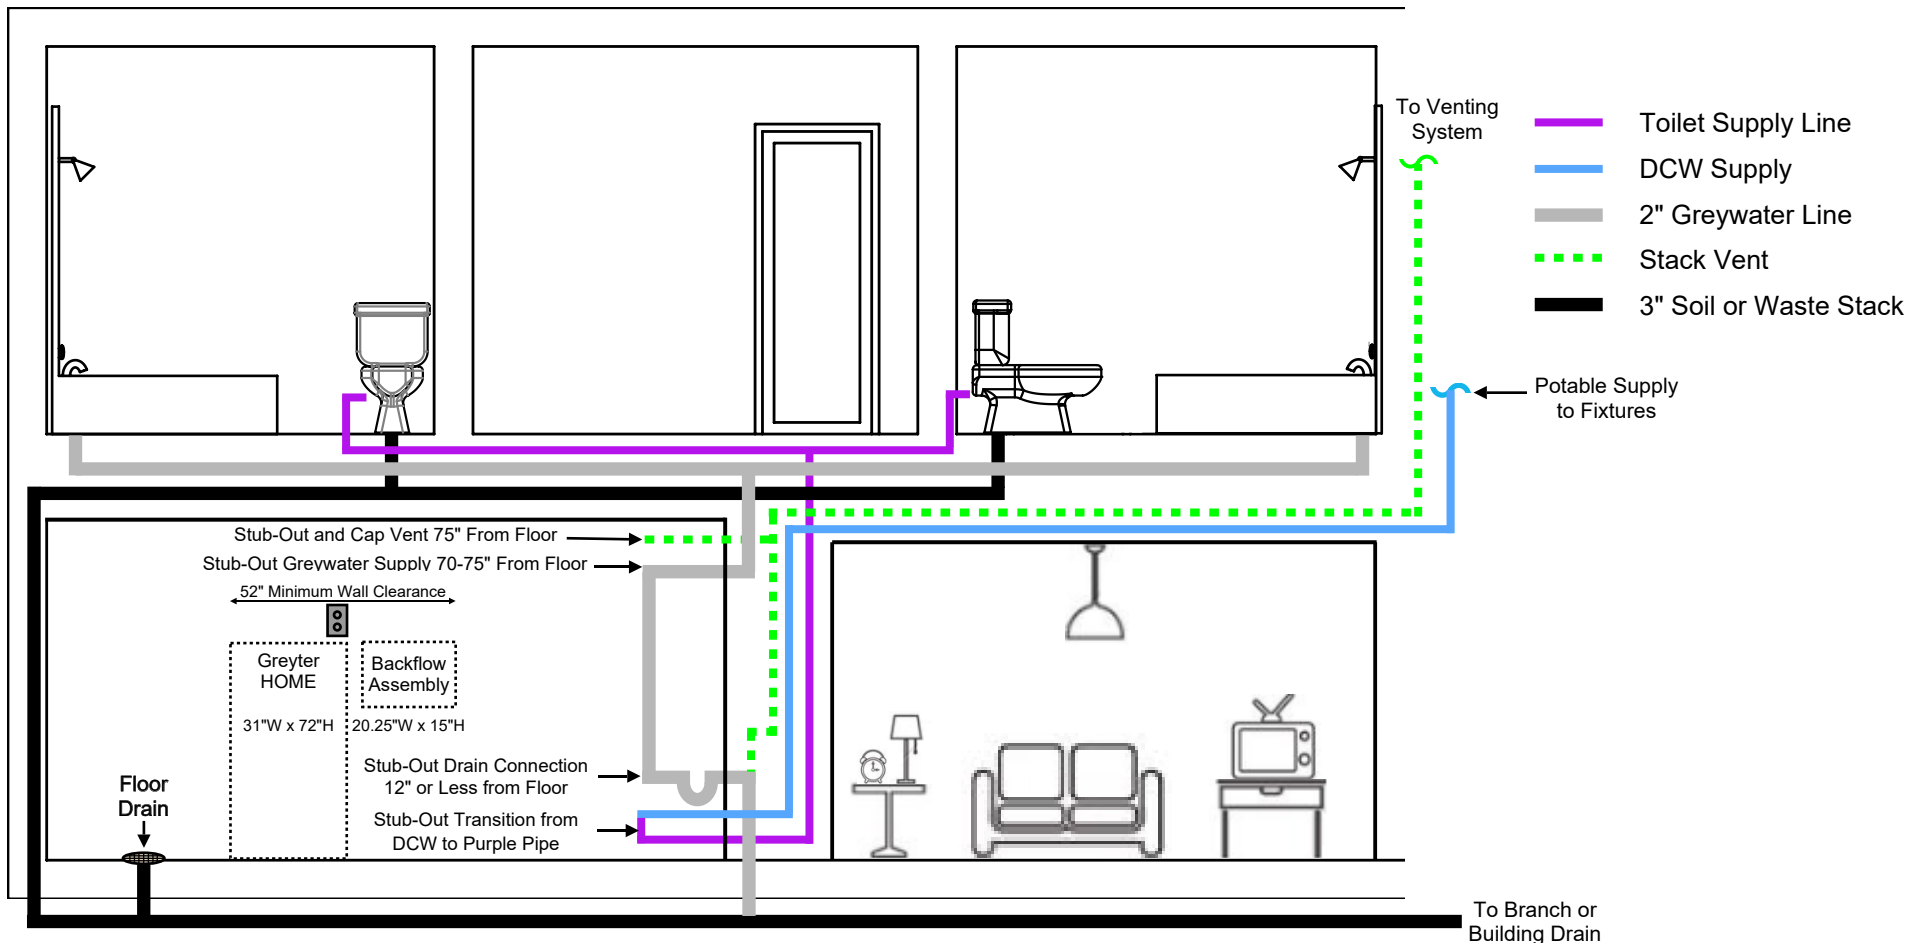 To Venting
System
Toilet Supply Line
DCW Supply
2" Greywater Line
Stack Vent
3" Soil or Waste Stack
Potable Supply
to Fixtures
Stub-Out and Cap Vent 75" From Floor
Stub-Out Greywater Supply 70-75" From Floor
52" Minimum Wall Clearance
Greyter
HOME
31"W x 72"H
Backflow
Assembly
20.25"W x 15"H
Stub-Out Drain Connection
12" or Less from Floor
Floor
Drain
Stub-Out Transition from
DCW to Purple Pipe
To Branch or
Building Drain